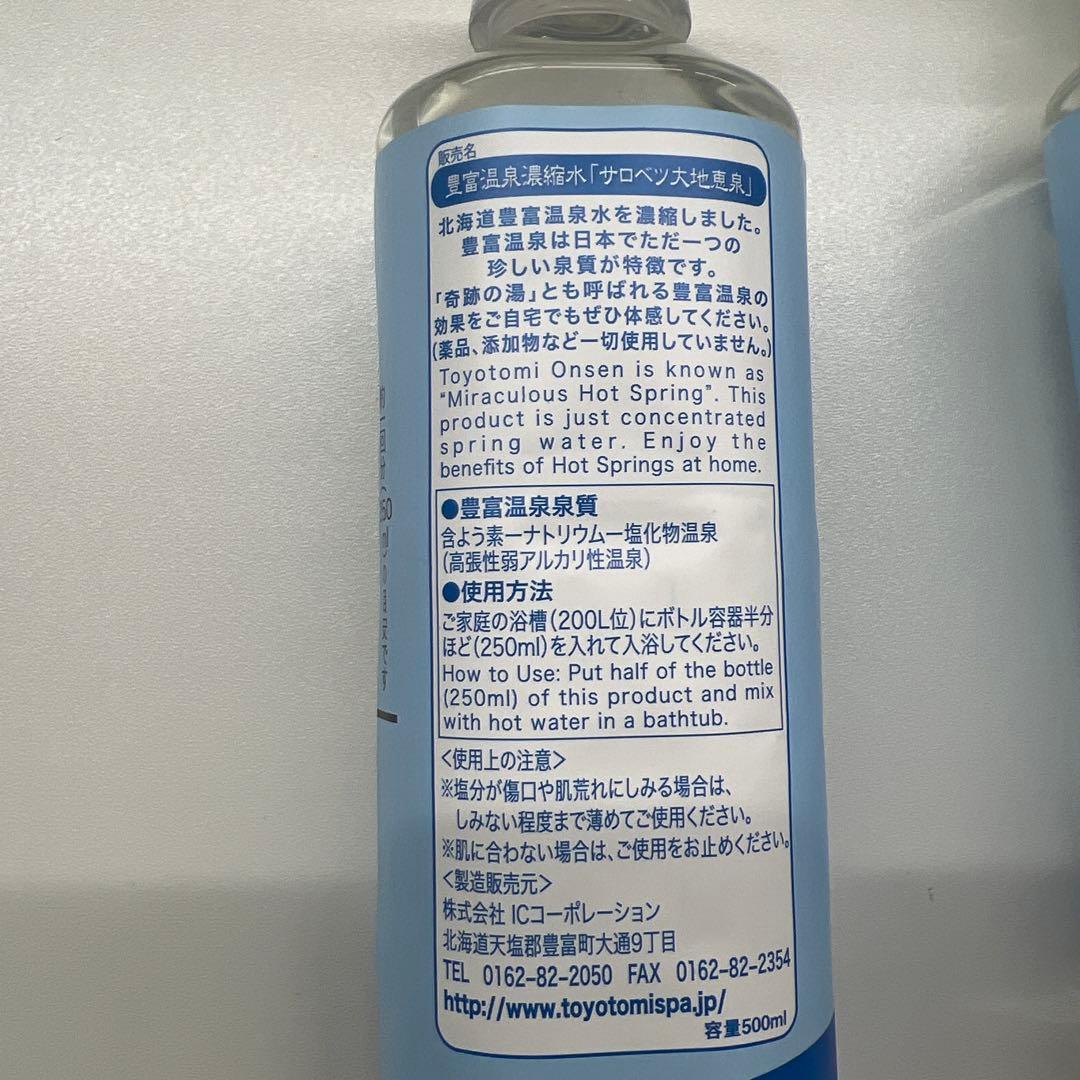 販売名
豊富温泉濃縮水「サロベツ大地恵泉」
北海道豊富温泉水を濃縮しました。
豊富温泉は日本でただ一つの
珍しい泉質が特徴です。
「奇跡の湯」とも呼ばれる豊富温泉の
効果をご自宅でもぜひ体感してください。
(薬品、添加物など一切使用していません。)
Toyotomi Onsen is known as
“Miraculous Hot Spring”. This
product is just concentrated
spring water. Enjoy the
benefits of Hot Springs at home.
●豊富温泉泉質
含よう素ーナトリウムー塩化物温泉
(高張性弱アルカリ性温泉)
●使用方法
ご家庭の浴槽(200L位)にボトル容器半分
ほど(250ml)を入れて入浴してください。
How to Use: Put half of the bottle
(250ml) of this product and mix
with hot water in a bathtub.
<使用上の注意>
※塩分が傷口や肌荒れにしみる場合は、
しみない程度まで薄めてご使用ください。
※肌に合わない場合は、ご使用をお止めください。
<製造販売元>
株式会社 ICコーポレーション
北海道天塩郡豊富町大通9丁目
TEL 0162-82-2050 FAX 0162-82-2354
http://www.toyotomispa.jp/
容量500ml